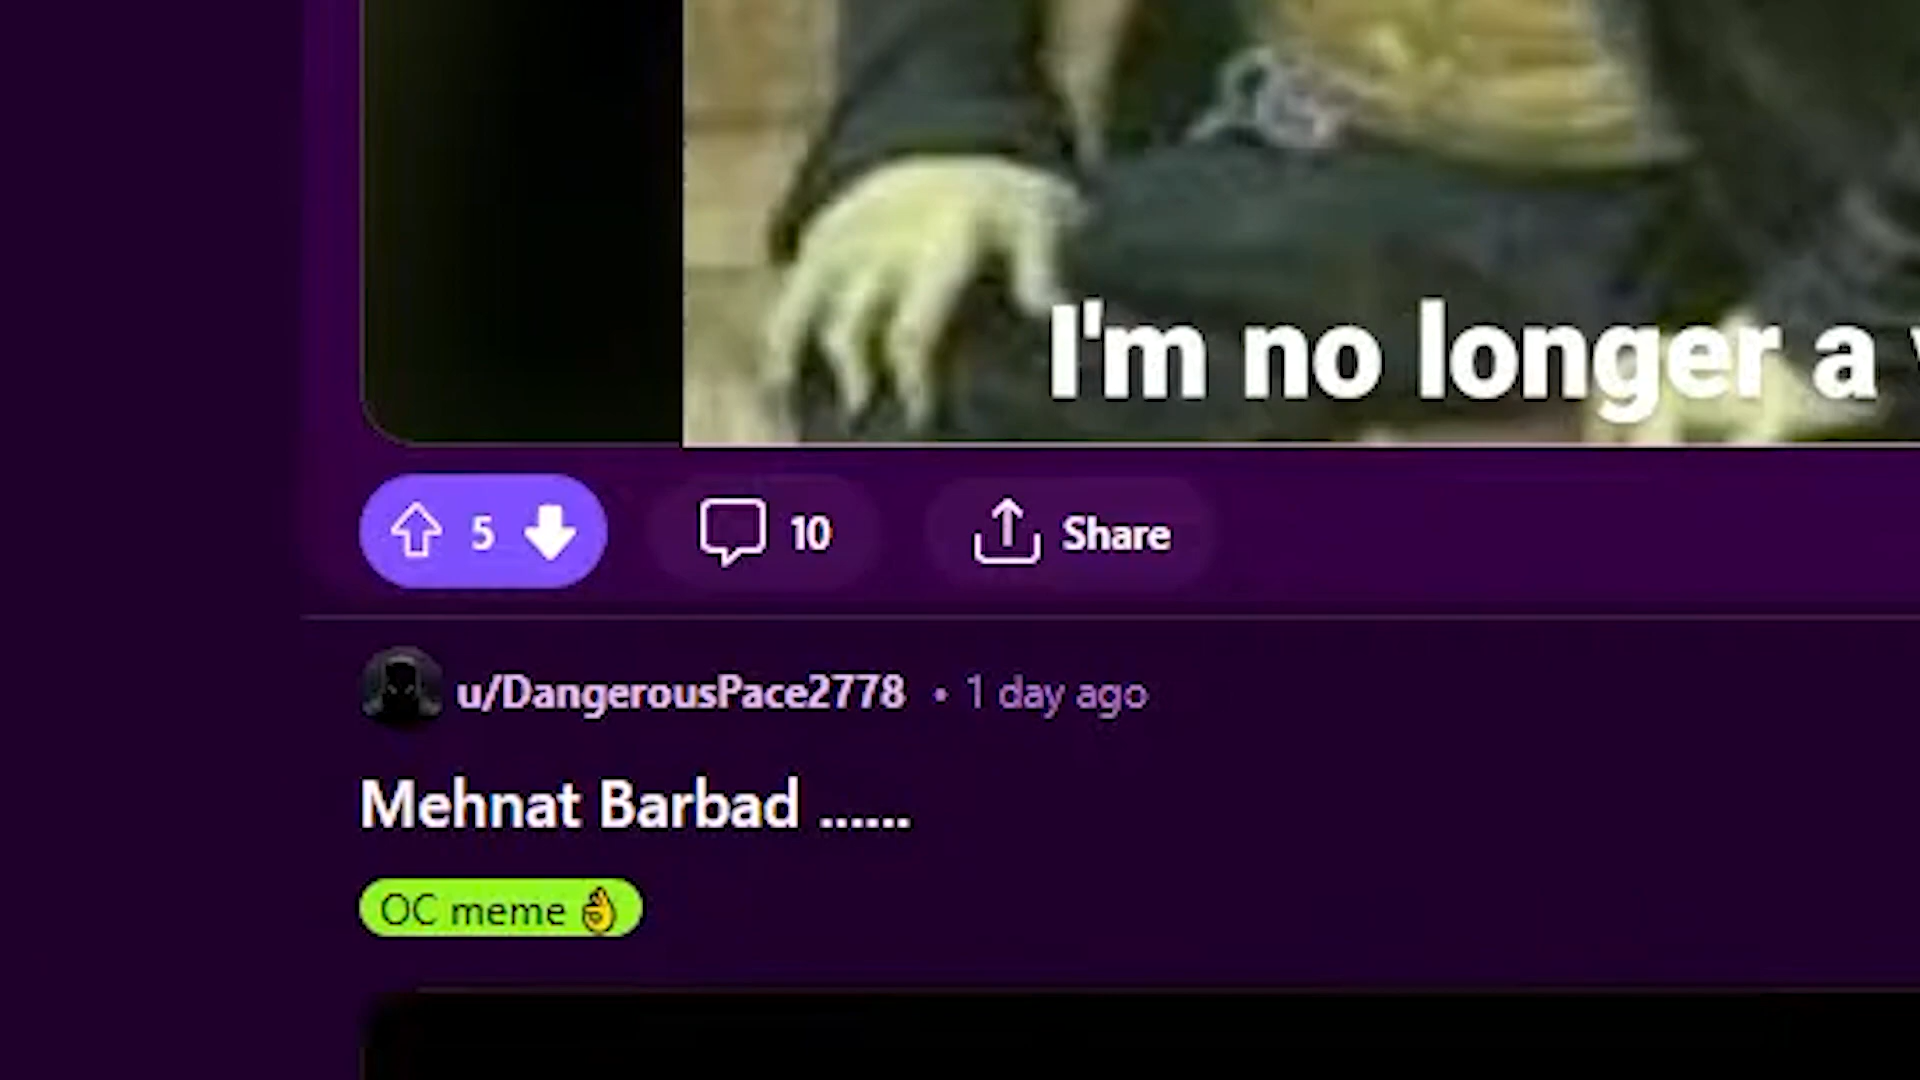 I'm no longer a
5
10
Share
u/DangerousPace2778 • 1 day ago
Mehnat Barbad ......
OC meme 👌